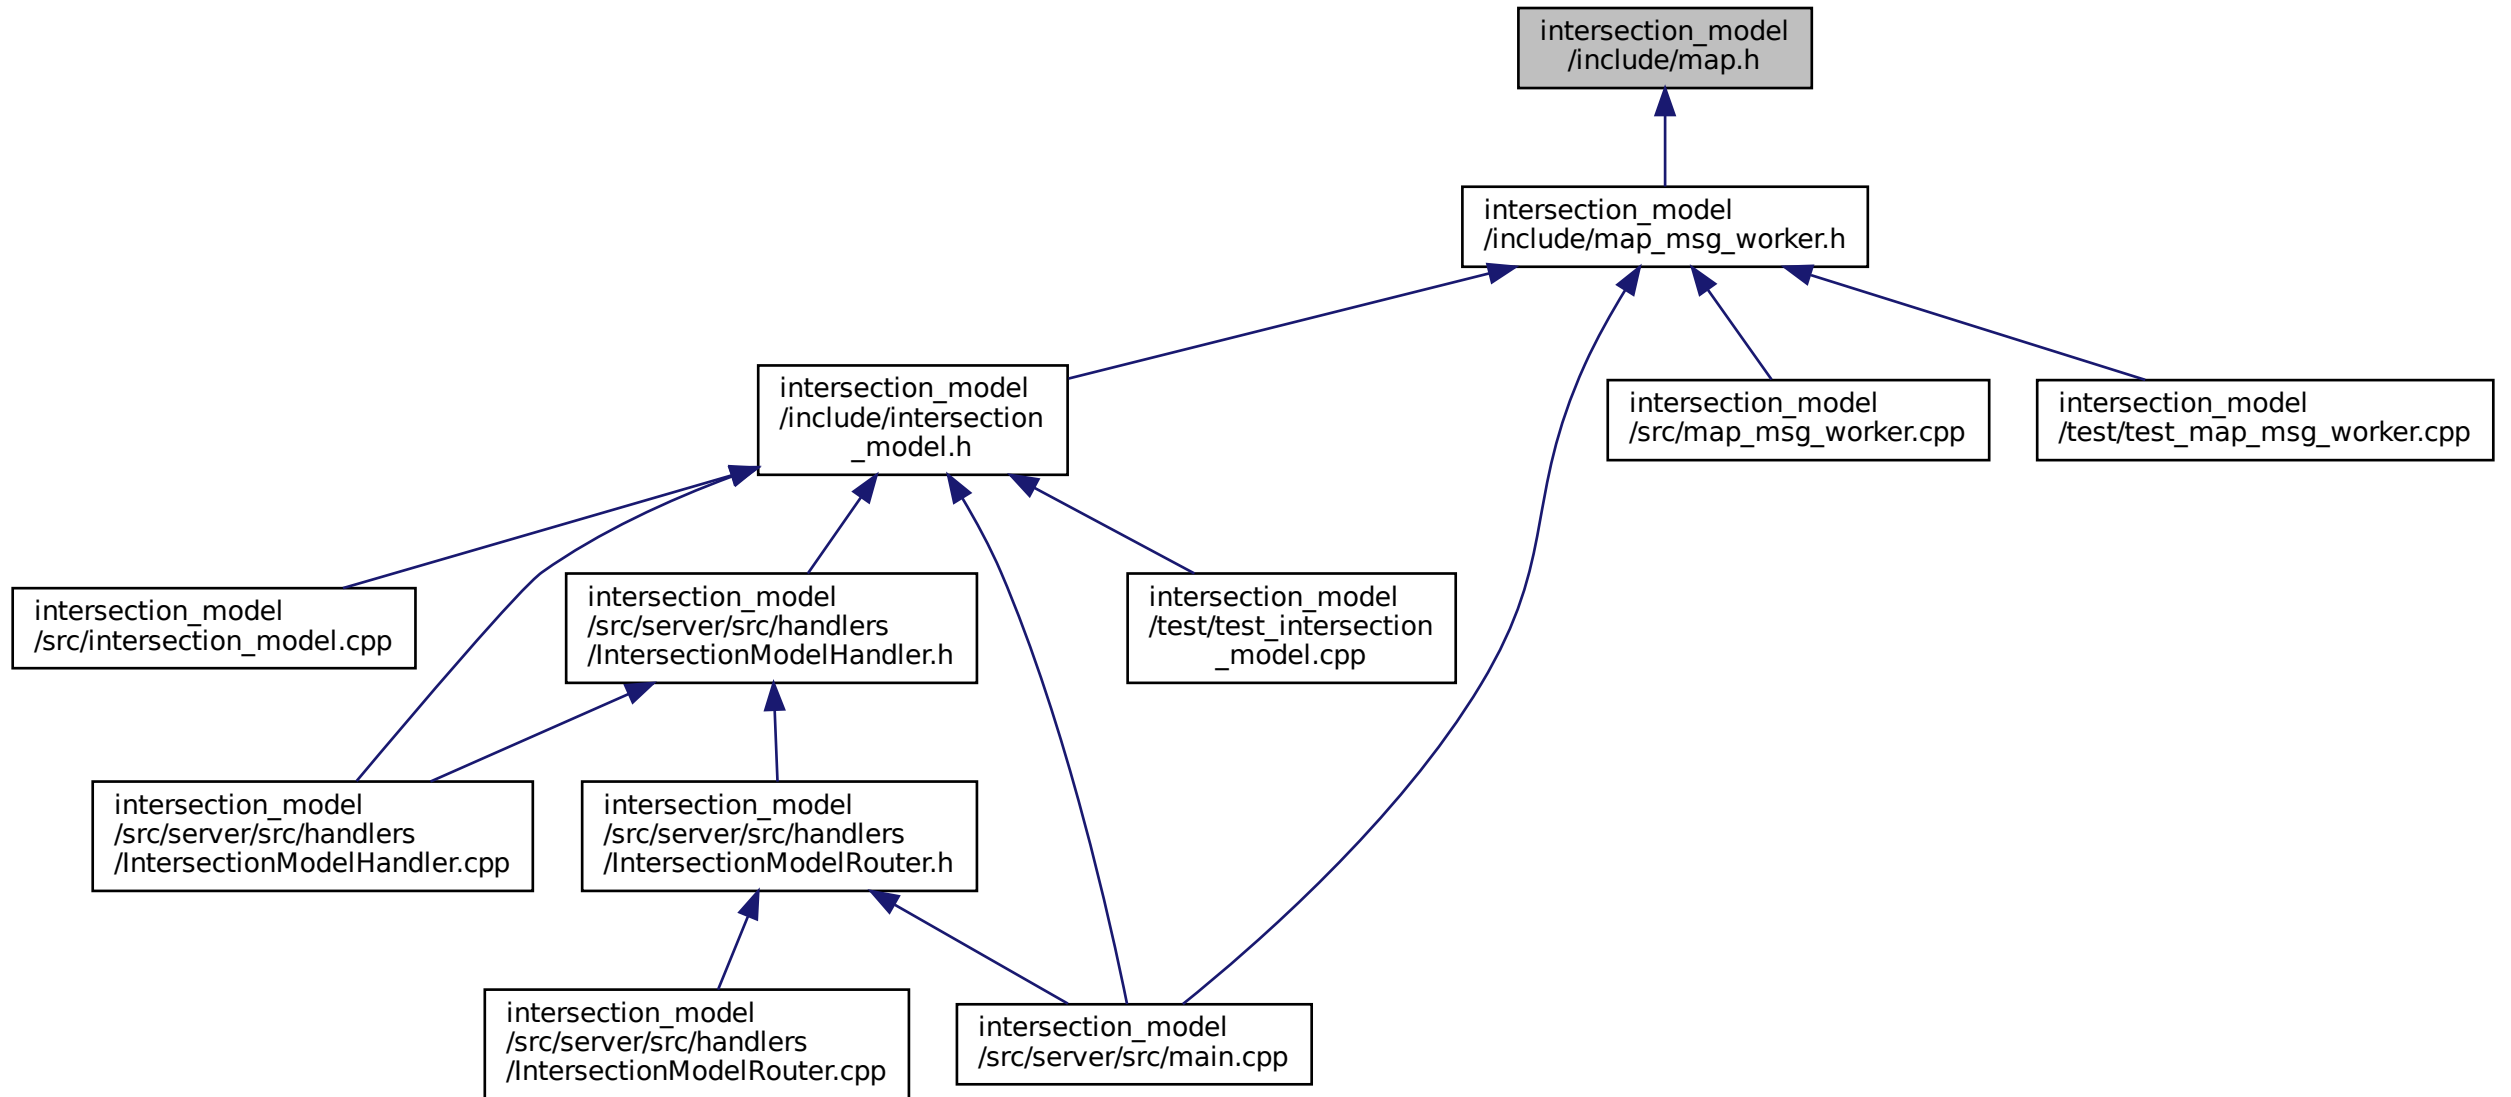 intersection_model
/include/map.h
intersection_model
/include/map_msg_worker.h
intersection_model
/include/intersection
_model.h
intersection_model
/src/map_msg_worker.cpp
intersection_model
/test/test_map_msg_worker.cpp
intersection_model
/src/intersection_model.cpp
intersection_model
/src/server/src/handlers
/IntersectionModelHandler.h
intersection_model
/test/test_intersection
_model.cpp
intersection_model
/src/server/src/handlers
/IntersectionModelHandler.cpp
intersection_model
/src/server/src/handlers
/IntersectionModelRouter.h
intersection_model
/src/server/src/handlers
/IntersectionModelRouter.cpp
intersection_model
/src/server/src/main.cpp